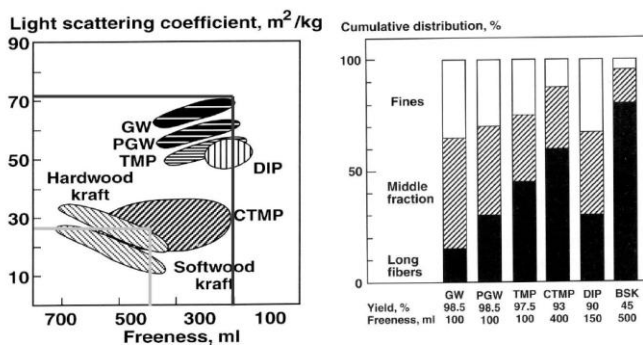 Light scattering coefficient, m²/kg
90
70
50
30
10
GW
PGW
TMP
DIP
Hardwood
kraft
CTMP
Softwood
kraft
700 500 300 100
Freeness, ml
Cumulative distribution, %
100
50
0
Fines
Middle
fraction
Long
fibers
GW PGW TMP CTMP DIP BSK
Yield, % 98.5 98.5 97.5 93 90 45
Freeness, ml 100 100 100 400 150 500